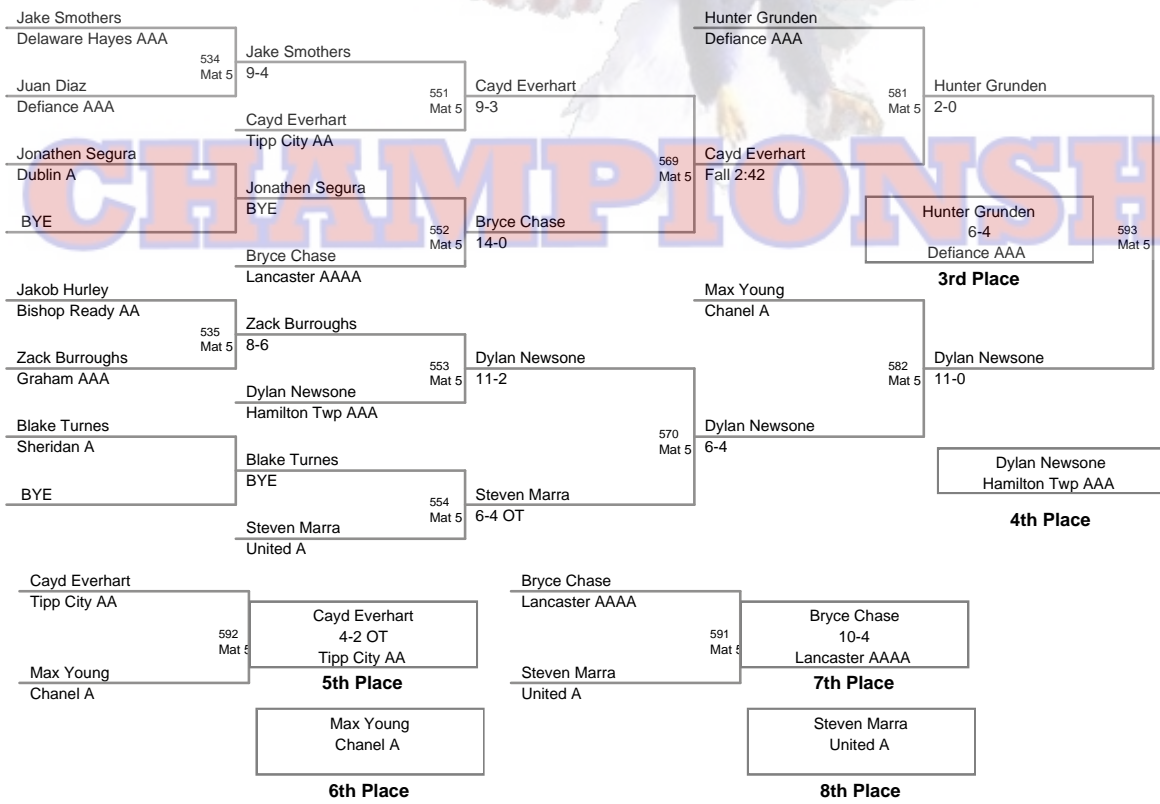 Jake Smothers
Delaware Hayes AAA
534
Mat 5
Juan Diaz
Defiance AAA
Jonathen Segura
Dublin A
BYE
Jakob Hurley
Bishop Ready AA
535
Mat 5
Zack Burroughs
Graham AAA
Blake Turnes
Sheridan A
BYE
Jake Smothers
9-4
551
Mat 5
Cayd Everhart
Tipp City AA
Jonathen Segura
BYE
552
Mat 5
Bryce Chase
Lancaster AAAA
Zack Burroughs
8-6
553
Mat 5
Dylan Newsone
Hamilton Twp AAA
Blake Turnes
BYE
554
Mat 5
Steven Marra
United A
Cayd Everhart
9-3
569
Mat 5
Bryce Chase
14-0
Dylan Newsone
11-2
570
Mat 5
Steven Marra
6-4 OT
Hunter Grunden
Defiance AAA
581
Mat 5
Cayd Everhart
Fall 2:42
Max Young
Chanel A
582
Mat 5
Dylan Newsone
6-4
Hunter Grunden
2-0
593
Mat 5
Dylan Newsone
11-0
CHAMPIONSH
Hunter Grunden
6-4
Defiance AAA
3rd Place
Dylan Newsone
Hamilton Twp AAA
4th Place
Cayd Everhart
Tipp City AA
592
Mat 5
Max Young
Chanel A
Cayd Everhart
4-2 OT
Tipp City AA
5th Place
Max Young
Chanel A
6th Place
Bryce Chase
Lancaster AAAA
591
Mat 5
Steven Marra
United A
Bryce Chase
10-4
Lancaster AAAA
7th Place
Steven Marra
United A
8th Place